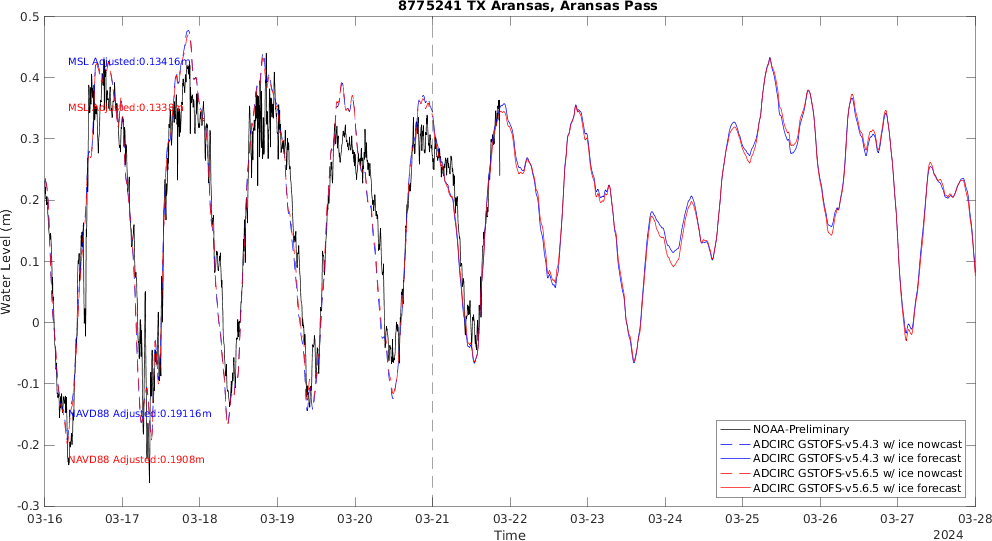 8775241 TX Aransas, Aransas Pass
0.5
0.4
0.3
0.2
0.1
0
-0.1
-0.2
-0.3
Water Level (m)
MSL Adjusted:0.13416m
MSL Adjusted:0.1338m
NAVD88 Adjusted:0.19116m
NAVD88 Adjusted:0.1908m
NOAA-Preliminary
ADCIRC GSTOFS-v5.4.3 w/ ice nowcast
ADCIRC GSTOFS-v5.4.3 w/ ice forecast
ADCIRC GSTOFS-v5.6.5 w/ ice nowcast
ADCIRC GSTOFS-v5.6.5 w/ ice forecast
03-16 03-17 03-18 03-19 03-20 03-21 03-22 03-23 03-24 03-25 03-26 03-27 03-28
Time
2024